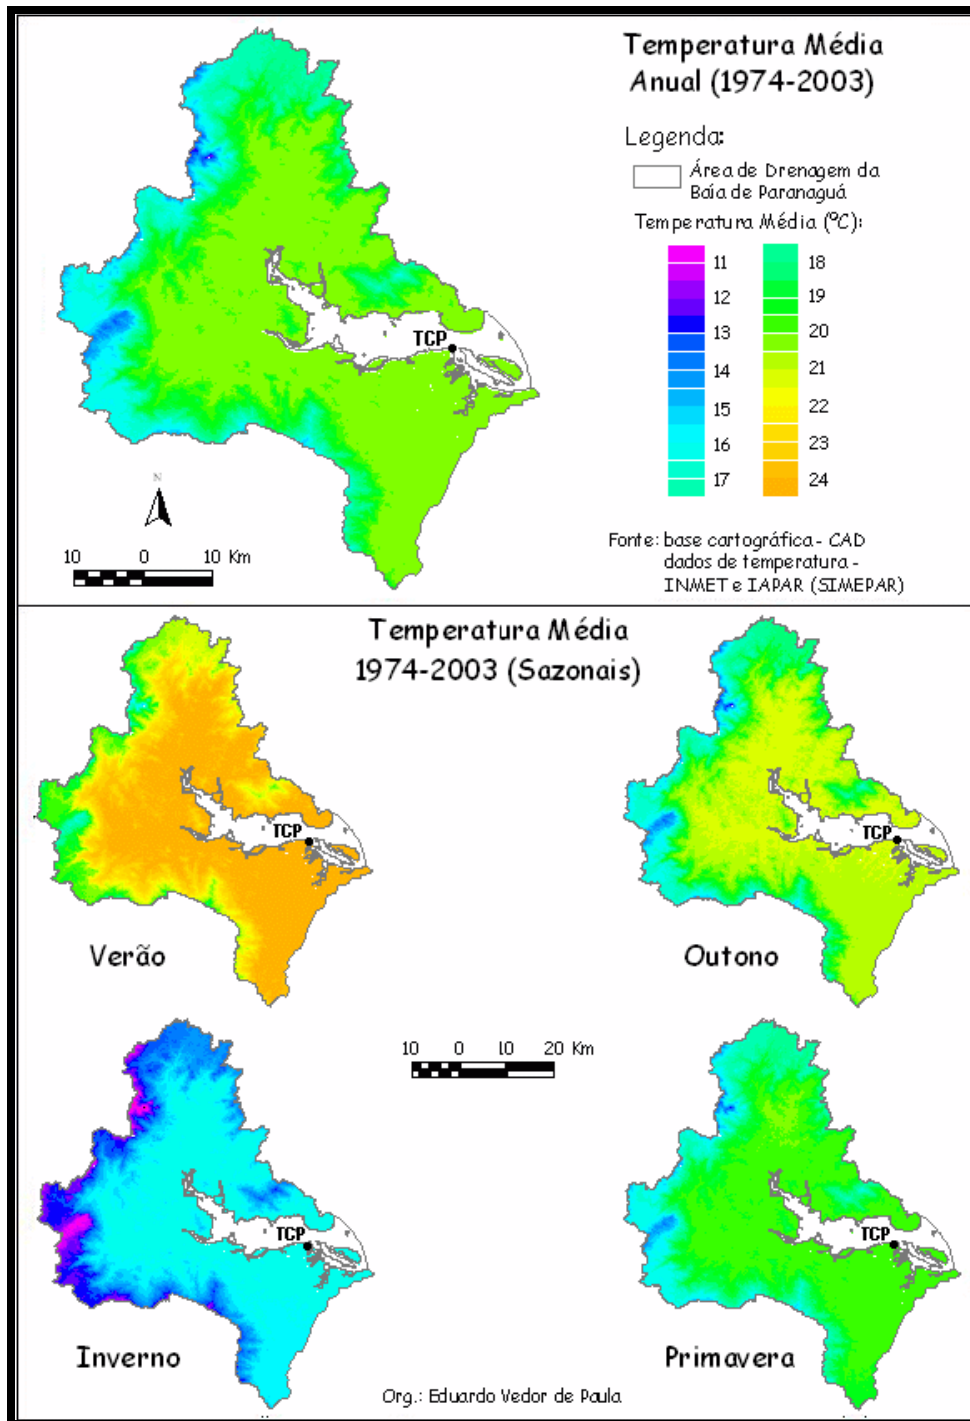 Temperatura Média
Anual (1974-2003)
Legenda:
Área de Drenagem da
Baía de Paranaguá
Temperatura Média (ºC):
11 18
12 19
13 20
14 21
15 22
16 23
17 24
TCP
N
10 0 10 Km
Fonte: base cartográfica - CAD
dados de temperatura -
INMET e IAPAR (SIMEPAR)
Temperatura Média
1974-2003 (Sazonais)
TCP
TCP
Verão
Outono
10 0 10 20 Km
TCP
TCP
Inverno
Primavera
Org.: Eduardo Vedor de Paula